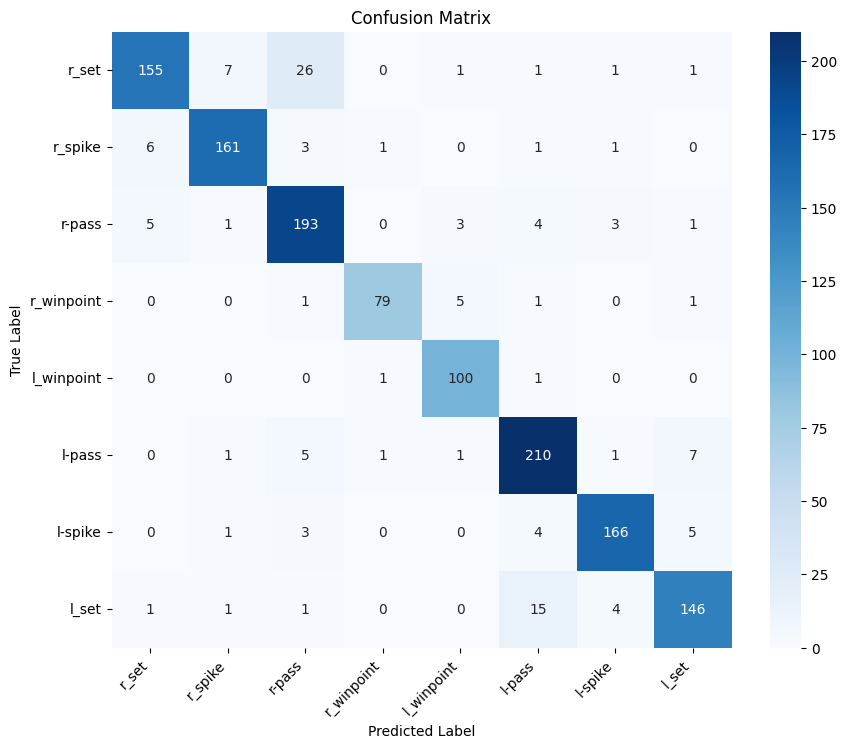 Confusion Matrix
True Label
r_set 155 7 26 0 1 1 1 1
r_spike 6 161 3 1 0 1 1 0
r-pass 5 1 193 0 3 4 3 1
r_winpoint 0 0 1 79 5 1 0 1
l_winpoint 0 0 0 1 100 1 0 0
l-pass 0 1 5 1 1 210 1 7
l-spike 0 1 3 0 0 4 166 5
l_set 1 1 1 0 0 15 4 146
r_set r_spike r-pass r_winpoint l_winpoint l-pass l-spike l_set
Predicted Label
200
175
150
125
100
75
50
25
0